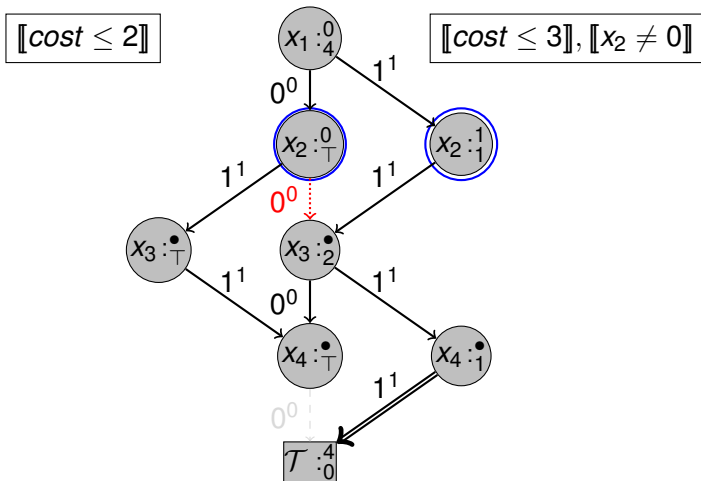 ⟦cost ≤ 2⟧
x₁ :⁰₄
⟦cost ≤ 3⟧, ⟦x₂ ≠ 0⟧
0⁰
1¹
x₂ :⁰⊤
x₂ :¹₁
1¹
0⁰
1¹
x₃ :•⊤
x₃ :•₂
1¹
0⁰
1¹
x₄ :•⊤
x₄ :•₁
0⁰
1¹
𝒯 :⁴₀